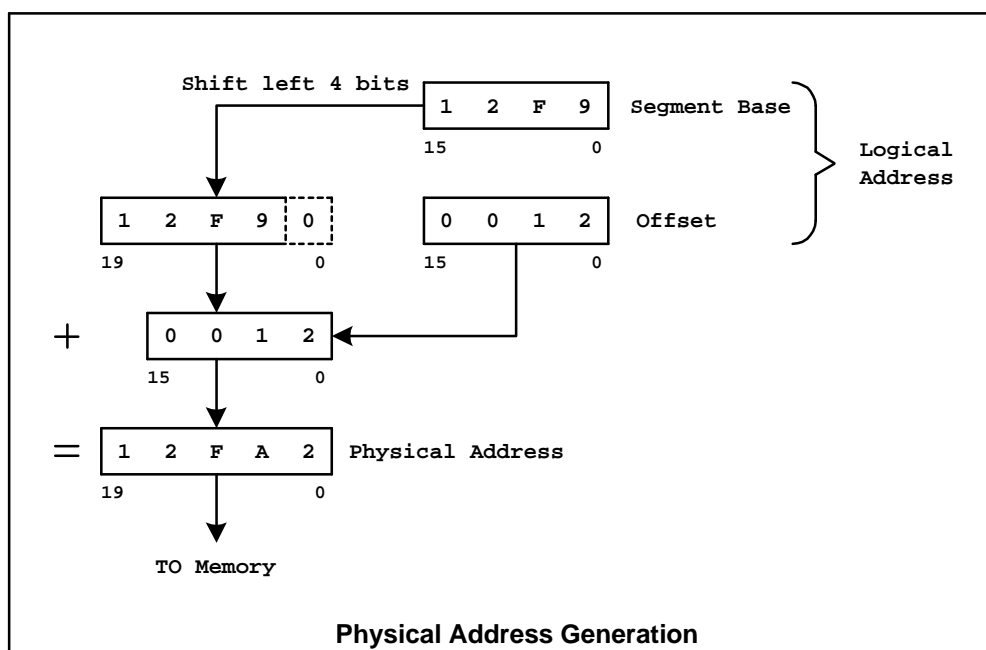 Shift left 4 bits
1 2 F 9 Segment Base
15 0
Logical
Address
1 2 F 9 0
19 0
0 0 1 2 Offset
15 0
+ 0 0 1 2
15 0
= 1 2 F A 2 Physical Address
19 0
TO Memory
Physical Address Generation